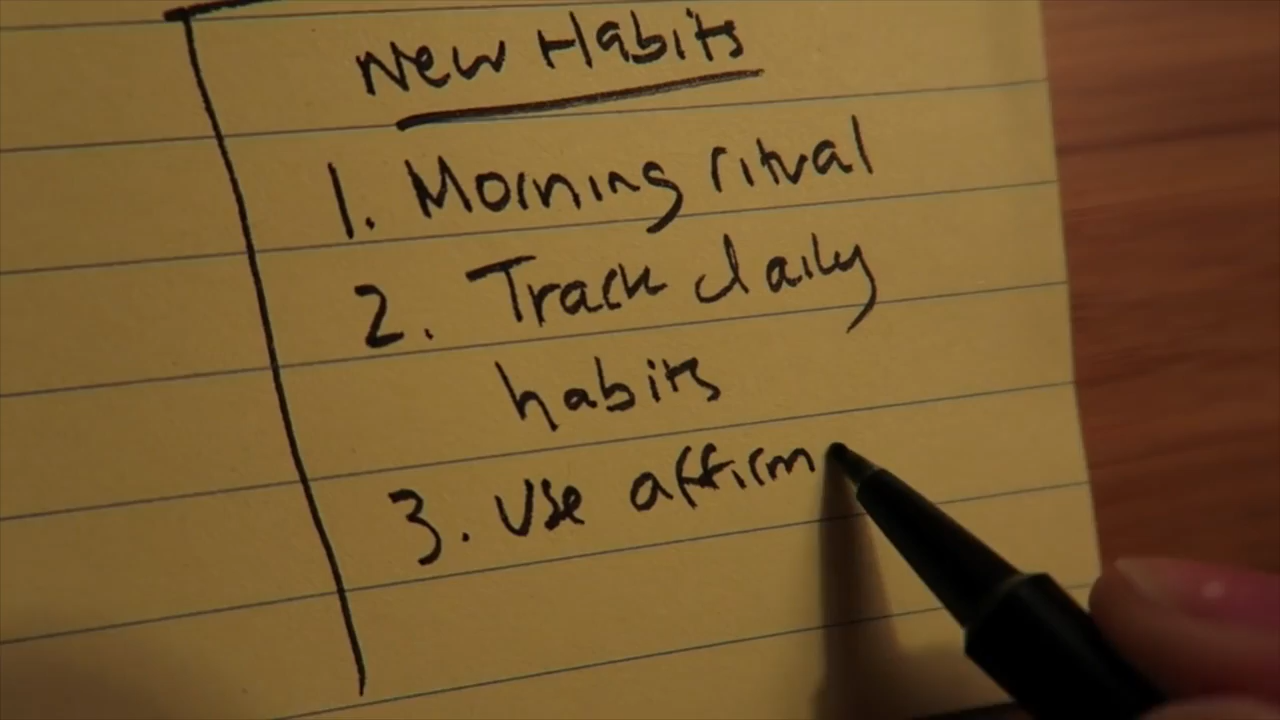 New Habits
1. Morning ritual
2. Track daily
habits
3. Use affirm